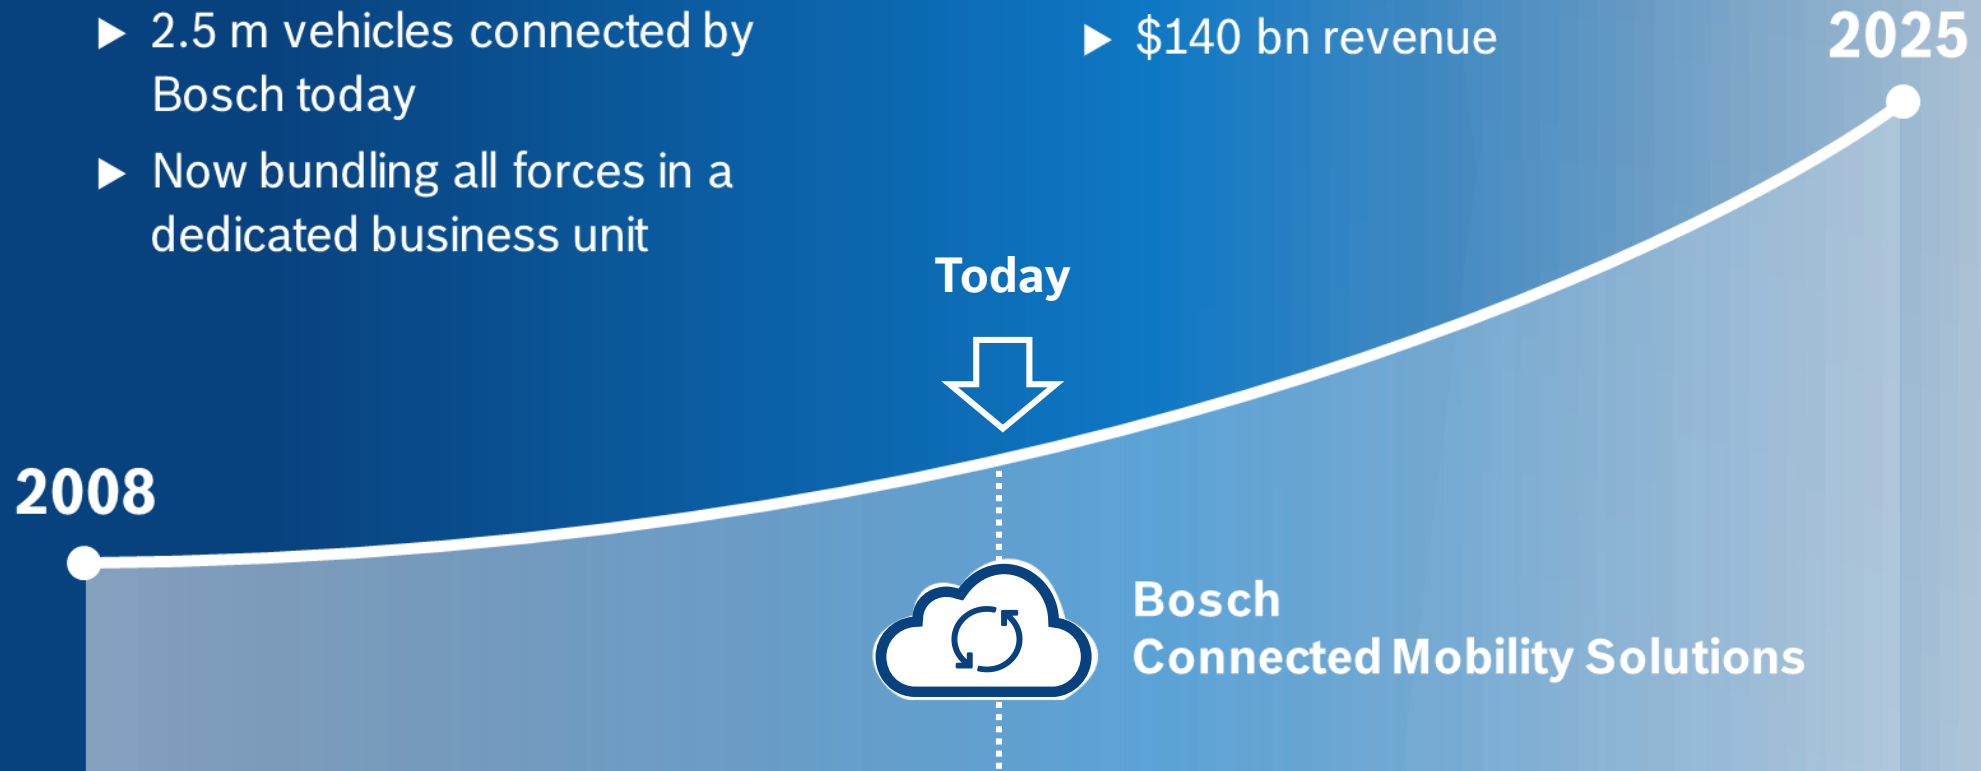 2.5 m vehicles connected by
Bosch today
Now bundling all forces in a
dedicated business unit
$140 bn revenue
2025
Today
2008
Bosch
Connected Mobility Solutions